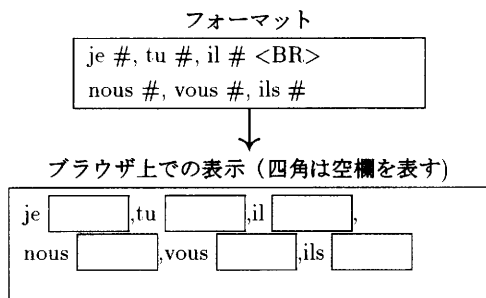 フォーマット
je #, tu #, il # <BR>
nous #, vous #, ils #
ブラウザ上での表示（四角は空欄を表す)
je ,tu ,il ,
nous ,vous ,ils